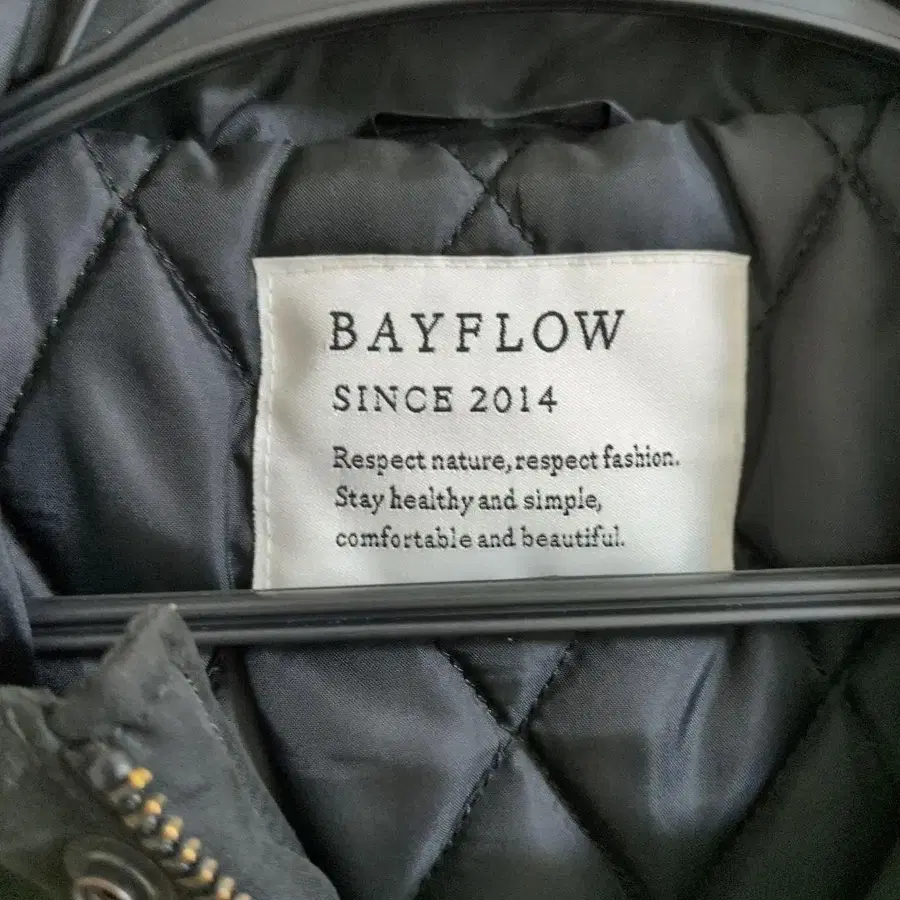 BAYFLOW
SINCE 2014
Respect nature, respect fashion.
Stay healthy and simple,
comfortable and beautiful.